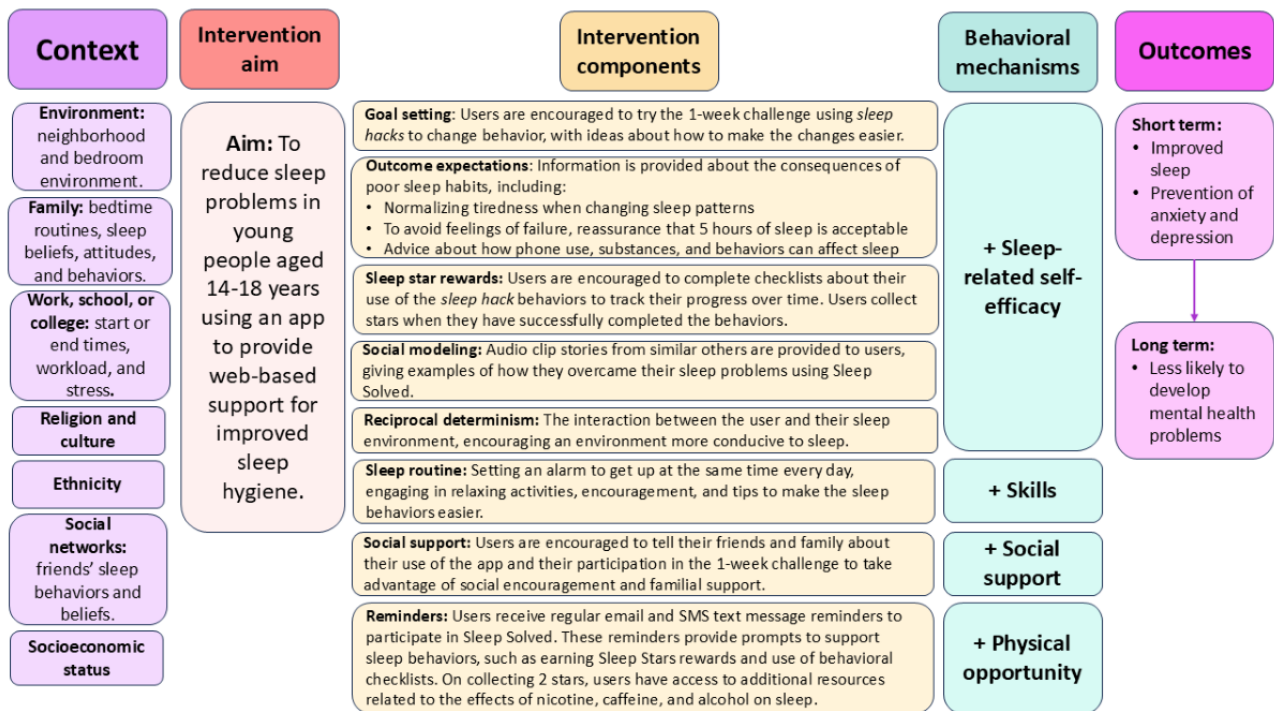 Context
Intervention
aim
Intervention
components
Behavioral
mechanisms
Outcomes
Environment:
neighborhood
and bedroom
environment.
Family: bedtime
routines, sleep
beliefs, attitudes,
and behaviors.
Work, school, or
college: start or
end times,
workload, and
stress.
Religion and
culture
Ethnicity
Social
networks:
friends' sleep
behaviors and
beliefs.
Socioeconomic
status
Aim: To
reduce sleep
problems in
young
people aged
14-18 years
using an app
to provide
web-based
support for
improved
sleep
hygiene.
Goal setting: Users are encouraged to try the 1-week challenge using sleep
hacks to change behavior, with ideas about how to make the changes easier.
Outcome expectations: Information is provided about the consequences of
poor sleep habits, including:
• Normalizing tiredness when changing sleep patterns
• To avoid feelings of failure, reassurance that 5 hours of sleep is acceptable
• Advice about how phone use, substances, and behaviors can affect sleep
Sleep star rewards: Users are encouraged to complete checklists about their
use of the sleep hack behaviors to track their progress over time. Users collect
stars when they have successfully completed the behaviors.
Social modeling: Audio clip stories from similar others are provided to users,
giving examples of how they overcame their sleep problems using Sleep
Solved.
Reciprocal determinism: The interaction between the user and their sleep
environment, encouraging an environment more conducive to sleep.
Sleep routine: Setting an alarm to get up at the same time every day,
engaging in relaxing activities, encouragement, and tips to make the sleep
behaviors easier.
Social support: Users are encouraged to tell their friends and family about
their use of the app and their participation in the 1-week challenge to take
advantage of social encouragement and familial support.
Reminders: Users receive regular email and SMS text message reminders to
participate in Sleep Solved. These reminders provide prompts to support
sleep behaviors, such as earning Sleep Stars rewards and use of behavioral
checklists. On collecting 2 stars, users have access to additional resources
related to the effects of nicotine, caffeine, and alcohol on sleep.
+ Sleep-
related self-
efficacy
+ Skills
+ Social
support
+ Physical
opportunity
Short term:
• Improved
sleep
• Prevention of
anxiety and
depression
Long term:
• Less likely to
develop
mental health
problems